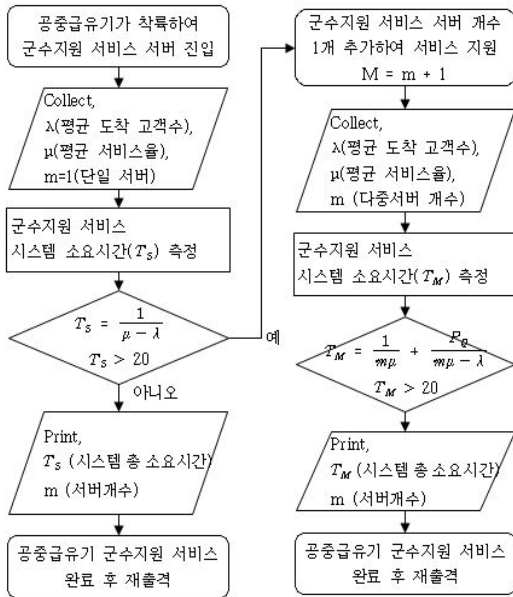 공중급유기가 착륙하여
군수지원 서비스 서버 진입
Collect,
λ(평균 도착 고객수),
μ(평균 서비스율),
m=1(단일 서버)
군수지원 서비스
시스템 소요시간(T_S) 측정
T_S = 1/(μ − λ)
T_S > 20
예
아니오
Print,
T_S (시스템 총 소요시간)
m (서버개수)
공중급유기 군수지원 서비스
완료 후 재출격
군수지원 서비스 서버 개수
1개 추가하여 서비스 지원
M = m + 1
Collect,
λ(평균 도착 고객수),
μ(평균 서비스율),
m (다중서버 개수)
군수지원 서비스
시스템 소요시간(T_M) 측정
T_M = 1/(mμ) + P_Q/(mμ − λ)
T_M > 20
Print,
T_M (시스템 총 소요시간)
m (서버개수)
공중급유기 군수지원 서비스
완료 후 재출격